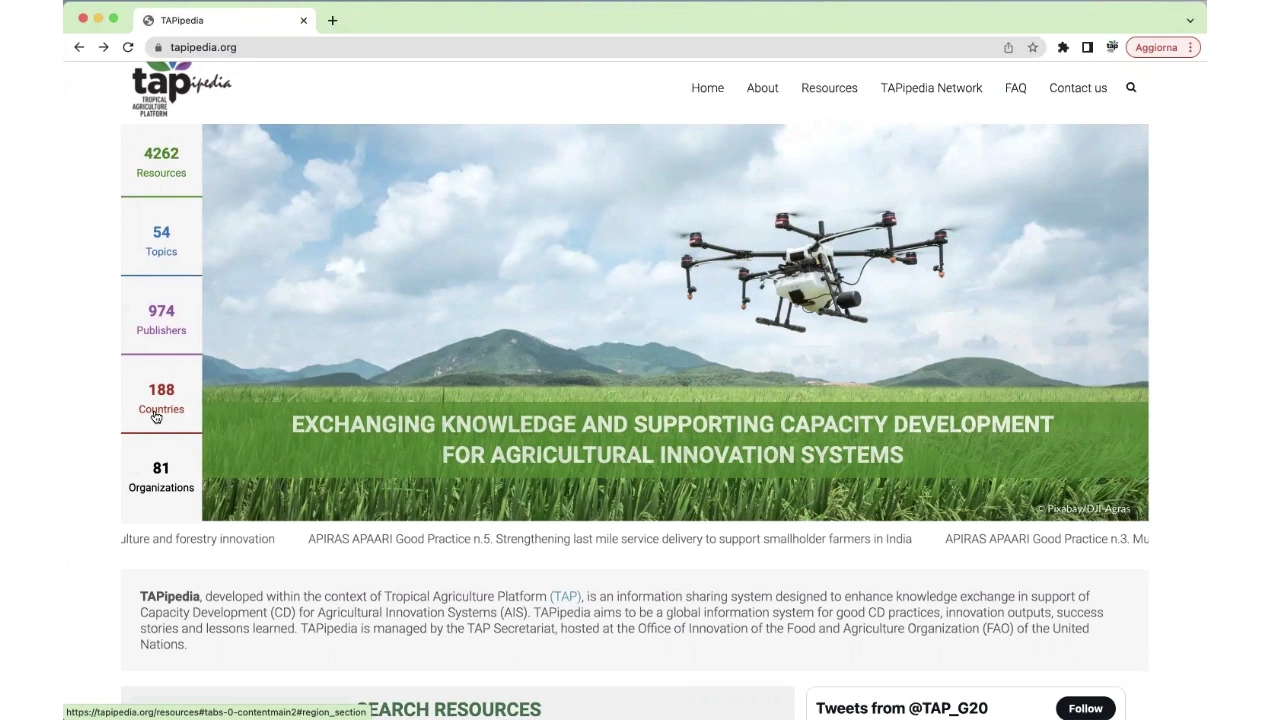 TAPipedia
tapipedia.org
Aggiorna
tapipedia
TROPICAL
AGRICULTURE
PLATFORM
Home
About
Resources
TAPipedia Network
FAQ
Contact us
4262
Resources
54
Topics
974
Publishers
188
Countries
81
Organizations
EXCHANGING KNOWLEDGE AND SUPPORTING CAPACITY DEVELOPMENT
FOR AGRICULTURAL INNOVATION SYSTEMS
© Pixabay/DJI-Agras
ulture and forestry innovation
APIRAS APAARI Good Practice n.5. Strengthening last mile service delivery to support smallholder farmers in India
APIRAS APAARI Good Practice n.3. Mu
TAPipedia, developed within the context of Tropical Agriculture Platform (TAP), is an information sharing system designed to enhance knowledge exchange in support of
Capacity Development (CD) for Agricultural Innovation Systems (AIS). TAPipedia aims to be a global information system for good CD practices, innovation outputs, success
stories and lessons learned. TAPipedia is managed by the TAP Secretariat, hosted at the Office of Innovation of the Food and Agriculture Organization (FAO) of the United
Nations.
SEARCH RESOURCES
Tweets from @TAP_G20
Follow
https://tapipedia.org/resources#tabs-0-contentmain2#region_section